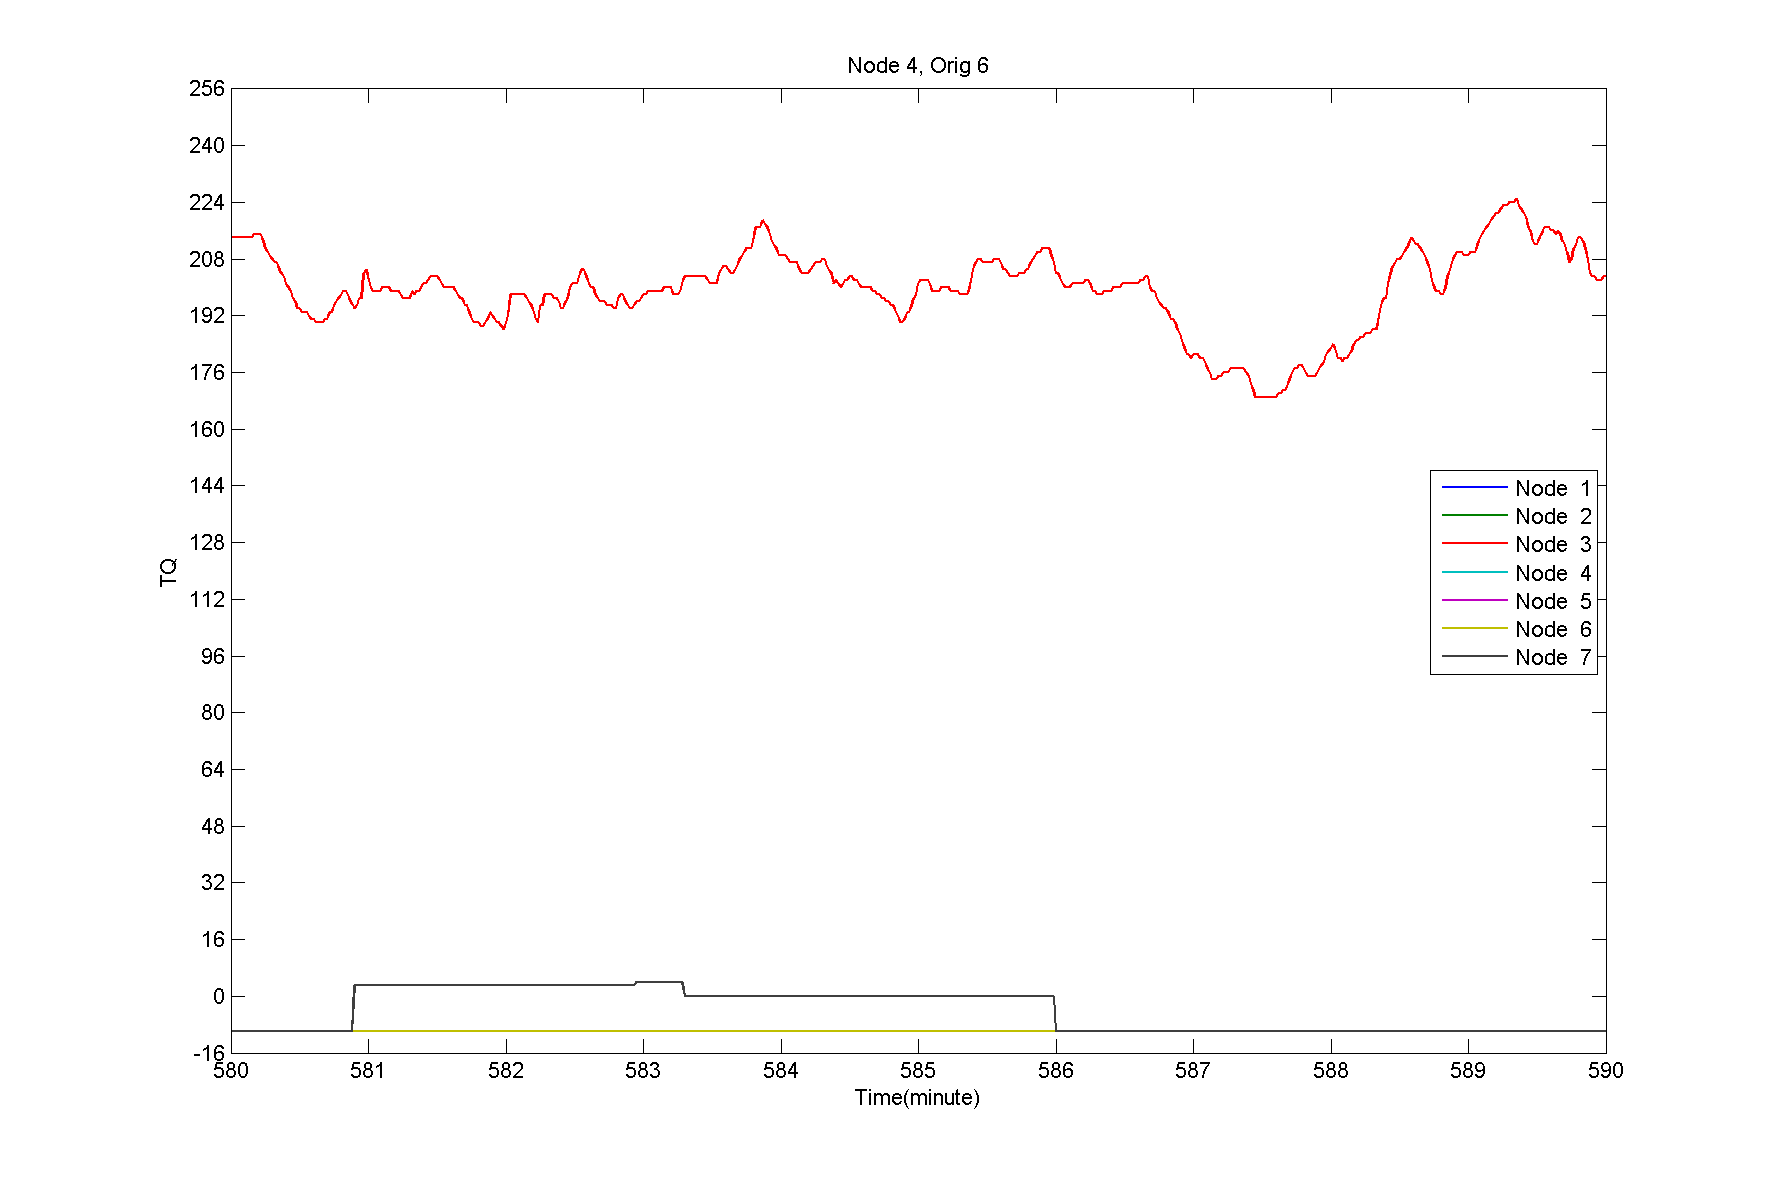 Node 4, Orig 6
256
240
224
208
192
176
160
144
128
112
96
80
64
48
32
16
0
-16
TQ
Node 1
Node 2
Node 3
Node 4
Node 5
Node 6
Node 7
580 581 582 583 584 585 586 587 588 589 590
Time(minute)